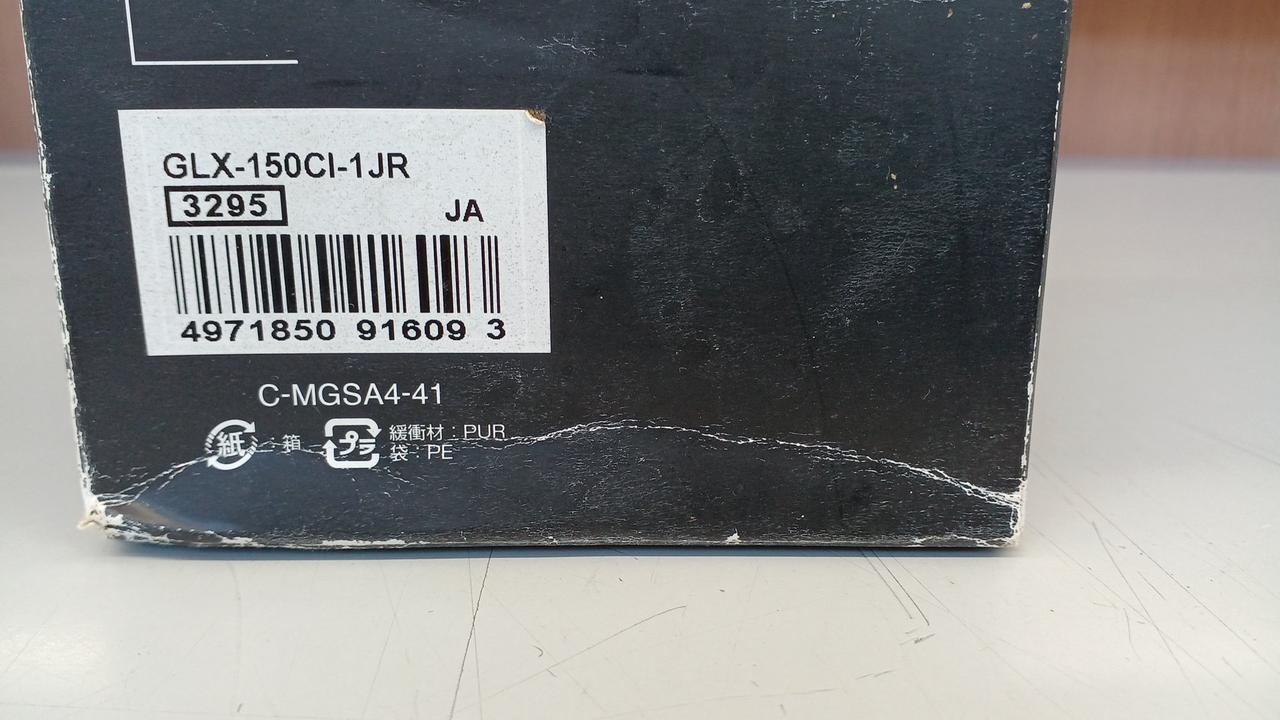 GLX-150CI-1JR
3295
JA
4971850 91609 3
C-MGSA4-41
紙 : 箱
プラ
緩衝材 : PUR
袋 : PE